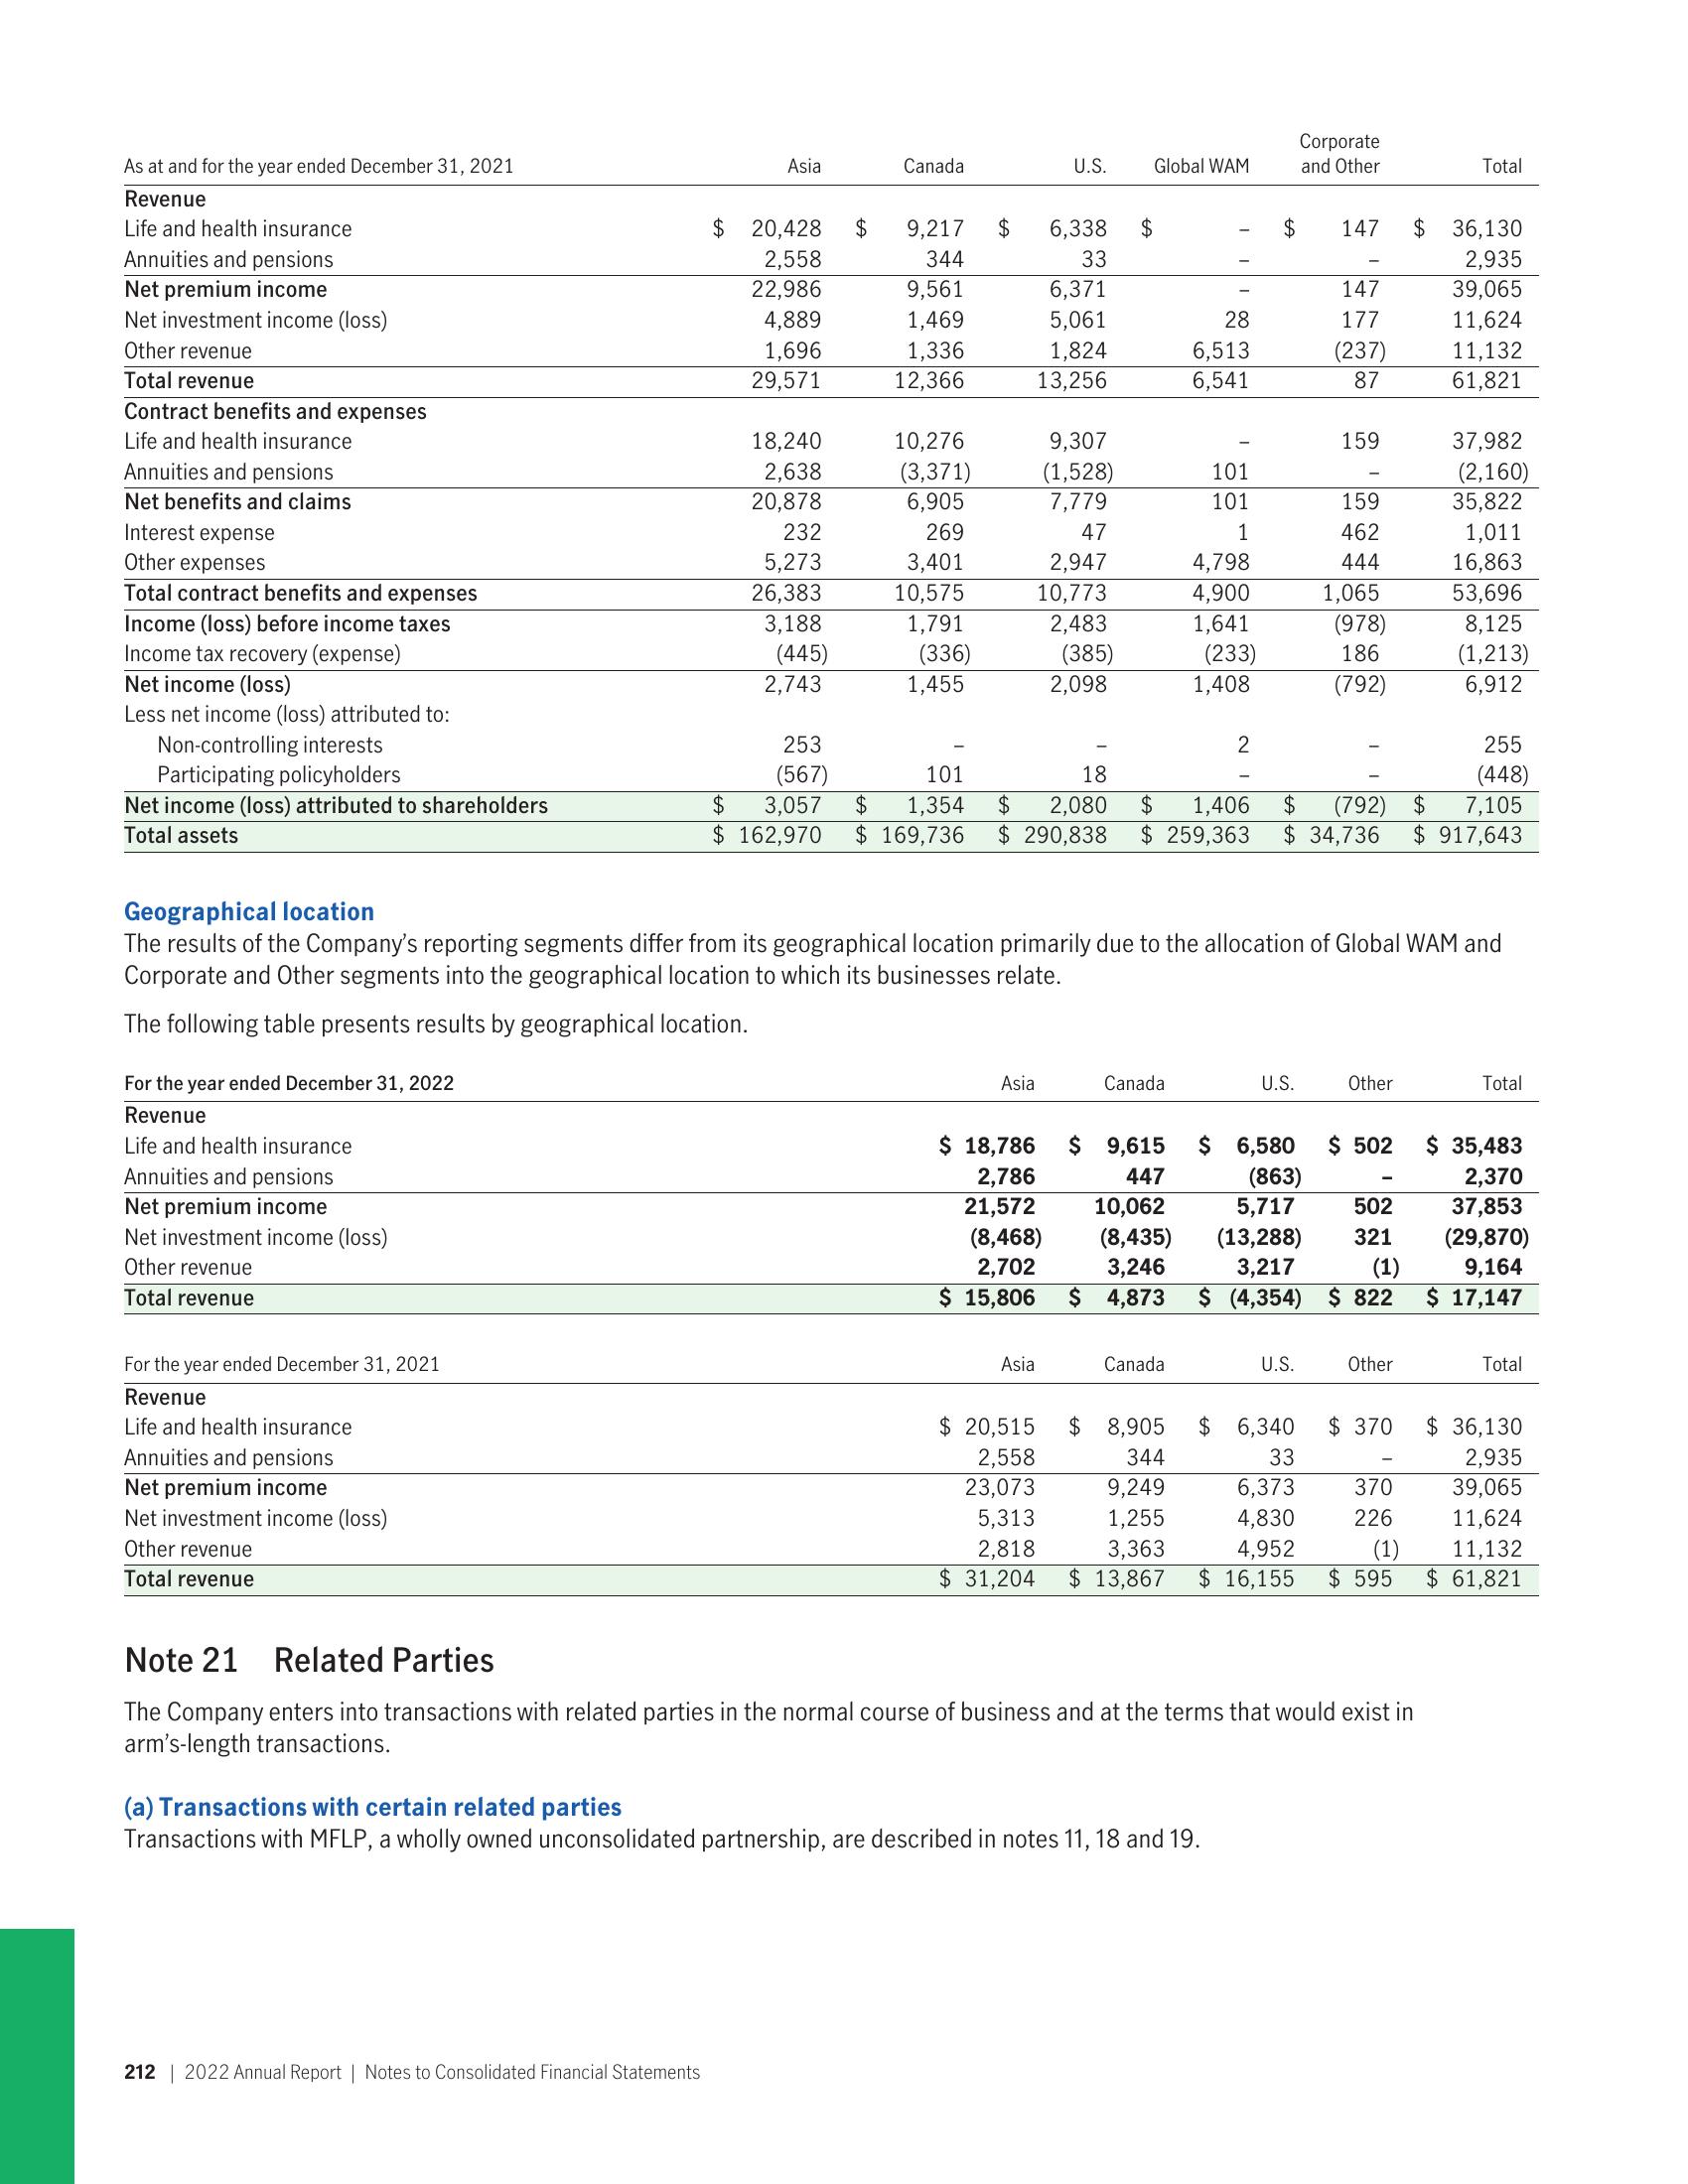 As at and for the year ended December 31, 2021 Asia Canada U.S. Global WAM Corporate and Other Total
Revenue
Life and health insurance $ 20,428 $ 9,217 $ 6,338 $ – $ 147 $ 36,130
Annuities and pensions 2,558 344 33 – – 2,935
Net premium income 22,986 9,561 6,371 – 147 39,065
Net investment income (loss) 4,889 1,469 5,061 28 177 11,624
Other revenue 1,696 1,336 1,824 6,513 (237) 11,132
Total revenue 29,571 12,366 13,256 6,541 87 61,821
Contract benefits and expenses
Life and health insurance 18,240 10,276 9,307 – 159 37,982
Annuities and pensions 2,638 (3,371) (1,528) 101 – (2,160)
Net benefits and claims 20,878 6,905 7,779 101 159 35,822
Interest expense 232 269 47 1 462 1,011
Other expenses 5,273 3,401 2,947 4,798 444 16,863
Total contract benefits and expenses 26,383 10,575 10,773 4,900 1,065 53,696
Income (loss) before income taxes 3,188 1,791 2,483 1,641 (978) 8,125
Income tax recovery (expense) (445) (336) (385) (233) 186 (1,213)
Net income (loss) 2,743 1,455 2,098 1,408 (792) 6,912
Less net income (loss) attributed to:
Non-controlling interests 253 – – 2 – 255
Participating policyholders (567) 101 18 – – (448)
Net income (loss) attributed to shareholders $ 3,057 $ 1,354 $ 2,080 $ 1,406 $ (792) $ 7,105
Total assets $ 162,970 $ 169,736 $ 290,838 $ 259,363 $ 34,736 $ 917,643
Geographical location
The results of the Company's reporting segments differ from its geographical location primarily due to the allocation of Global WAM and
Corporate and Other segments into the geographical location to which its businesses relate.
The following table presents results by geographical location.
For the year ended December 31, 2022 Asia Canada U.S. Other Total
Revenue
Life and health insurance $ 18,786 $ 9,615 $ 6,580 $ 502 $ 35,483
Annuities and pensions 2,786 447 (863) – 2,370
Net premium income 21,572 10,062 5,717 502 37,853
Net investment income (loss) (8,468) (8,435) (13,288) 321 (29,870)
Other revenue 2,702 3,246 3,217 (1) 9,164
Total revenue $ 15,806 $ 4,873 $ (4,354) $ 822 $ 17,147
For the year ended December 31, 2021 Asia Canada U.S. Other Total
Revenue
Life and health insurance $ 20,515 $ 8,905 $ 6,340 $ 370 $ 36,130
Annuities and pensions 2,558 344 33 – 2,935
Net premium income 23,073 9,249 6,373 370 39,065
Net investment income (loss) 5,313 1,255 4,830 226 11,624
Other revenue 2,818 3,363 4,952 (1) 11,132
Total revenue $ 31,204 $ 13,867 $ 16,155 $ 595 $ 61,821
Note 21 Related Parties
The Company enters into transactions with related parties in the normal course of business and at the terms that would exist in
arm's-length transactions.
(a) Transactions with certain related parties
Transactions with MFLP, a wholly owned unconsolidated partnership, are described in notes 11, 18 and 19.
212 | 2022 Annual Report | Notes to Consolidated Financial Statements